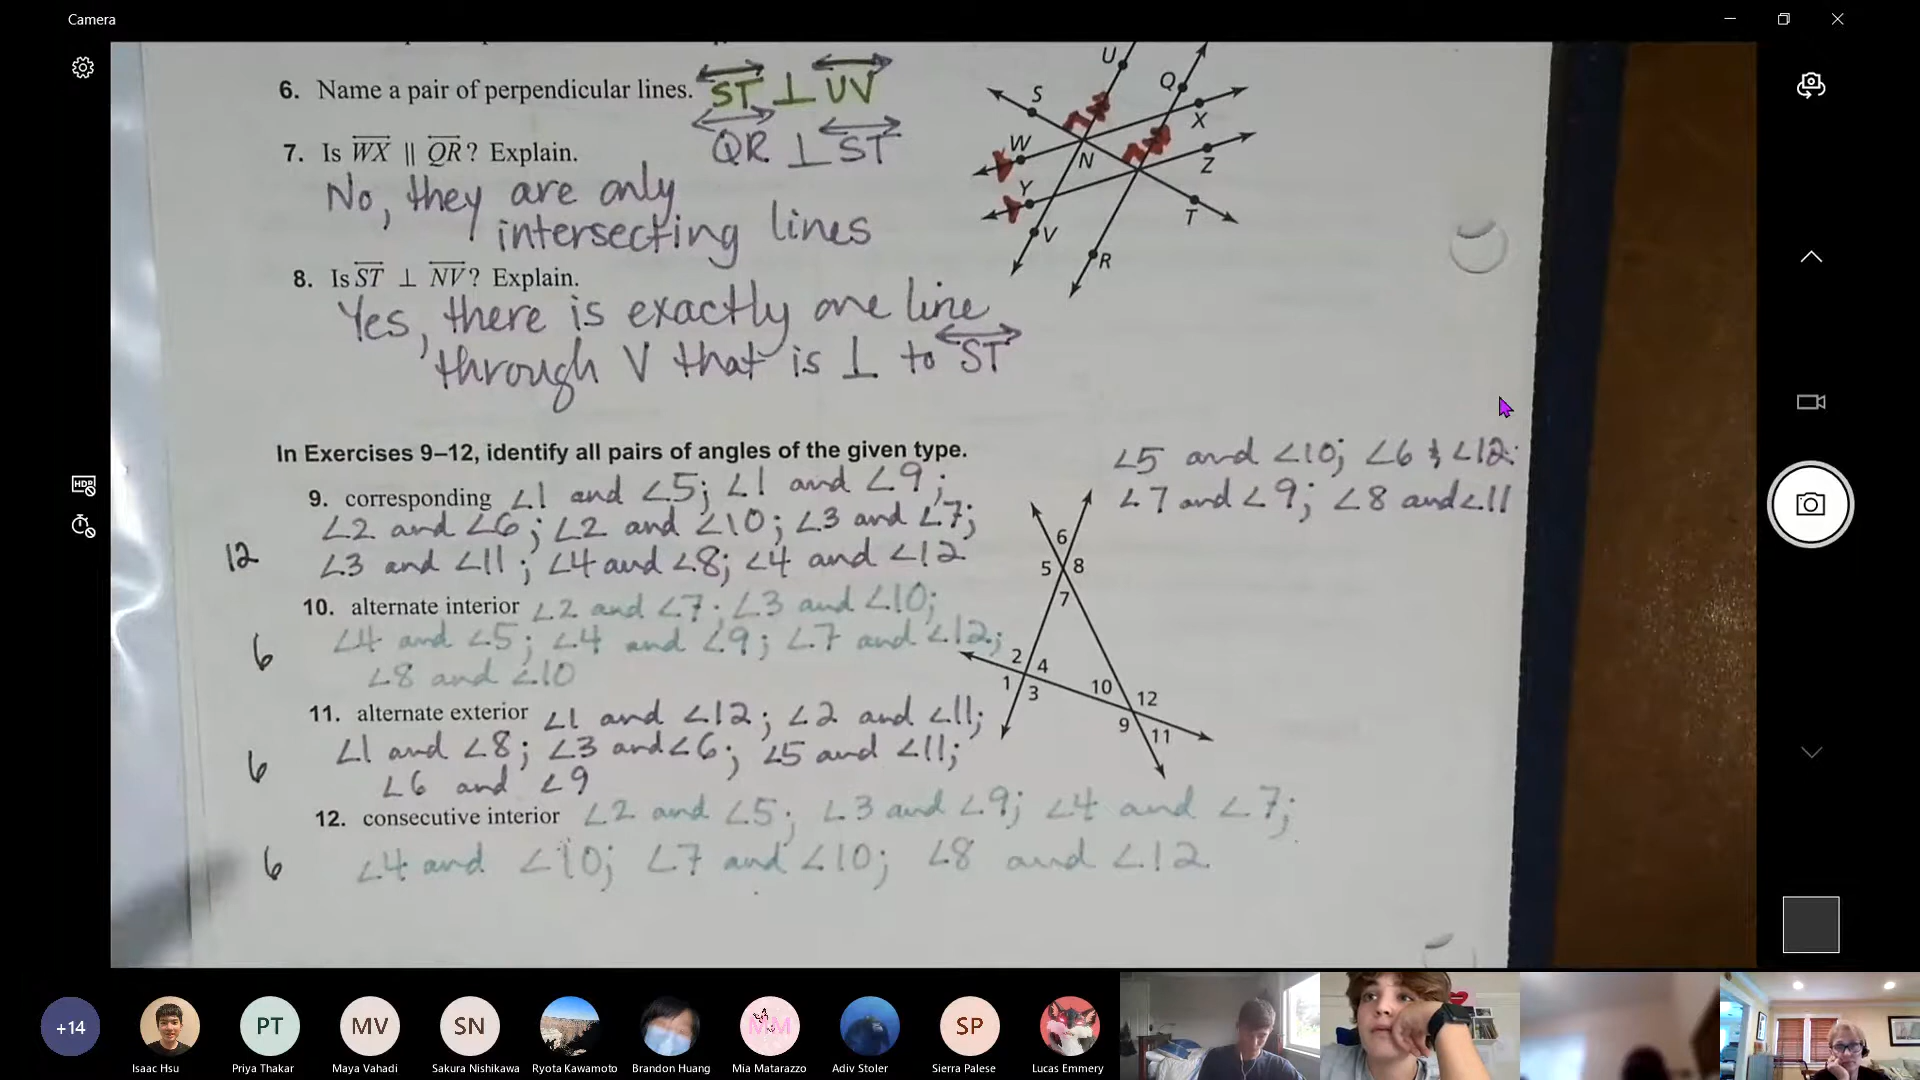 Camera
6. Name a pair of perpendicular lines. ST ⊥ UV
QR ⊥ ST
7. Is WX || QR? Explain.
No, they are only
intersecting lines
8. Is ST ⊥ NV? Explain.
Yes, there is exactly one line
through V that is ⊥ to ST
U
Q
S
X
W
N
Z
Y
T
V
R
In Exercises 9–12, identify all pairs of angles of the given type.
9. corresponding ∠1 and ∠5; ∠1 and ∠9;
∠2 and ∠6; ∠2 and ∠10; ∠3 and ∠7;
12 ∠3 and ∠11; ∠4 and ∠8; ∠4 and ∠12
∠5 and ∠10; ∠6 & ∠12;
∠7 and ∠9; ∠8 and ∠11
10. alternate interior ∠2 and ∠7; ∠3 and ∠10;
6 ∠4 and ∠5; ∠4 and ∠9; ∠7 and ∠12;
∠8 and ∠10
11. alternate exterior ∠1 and ∠12; ∠2 and ∠11;
6 ∠1 and ∠8; ∠3 and ∠6; ∠5 and ∠11;
∠6 and ∠9
12. consecutive interior ∠2 and ∠5; ∠3 and ∠9; ∠4 and ∠7;
6 ∠4 and ∠10; ∠7 and ∠10; ∠8 and ∠12
6
5 8
7
2 4
1 3
10 12
9 11
+14
PT
MV
SN
MM
SP
Isaac Hsu
Priya Thakar
Maya Vahadi
Sakura Nishikawa
Ryota Kawamoto
Brandon Huang
Mia Matarazzo
Adiv Stoler
Sierra Palese
Lucas Emmery